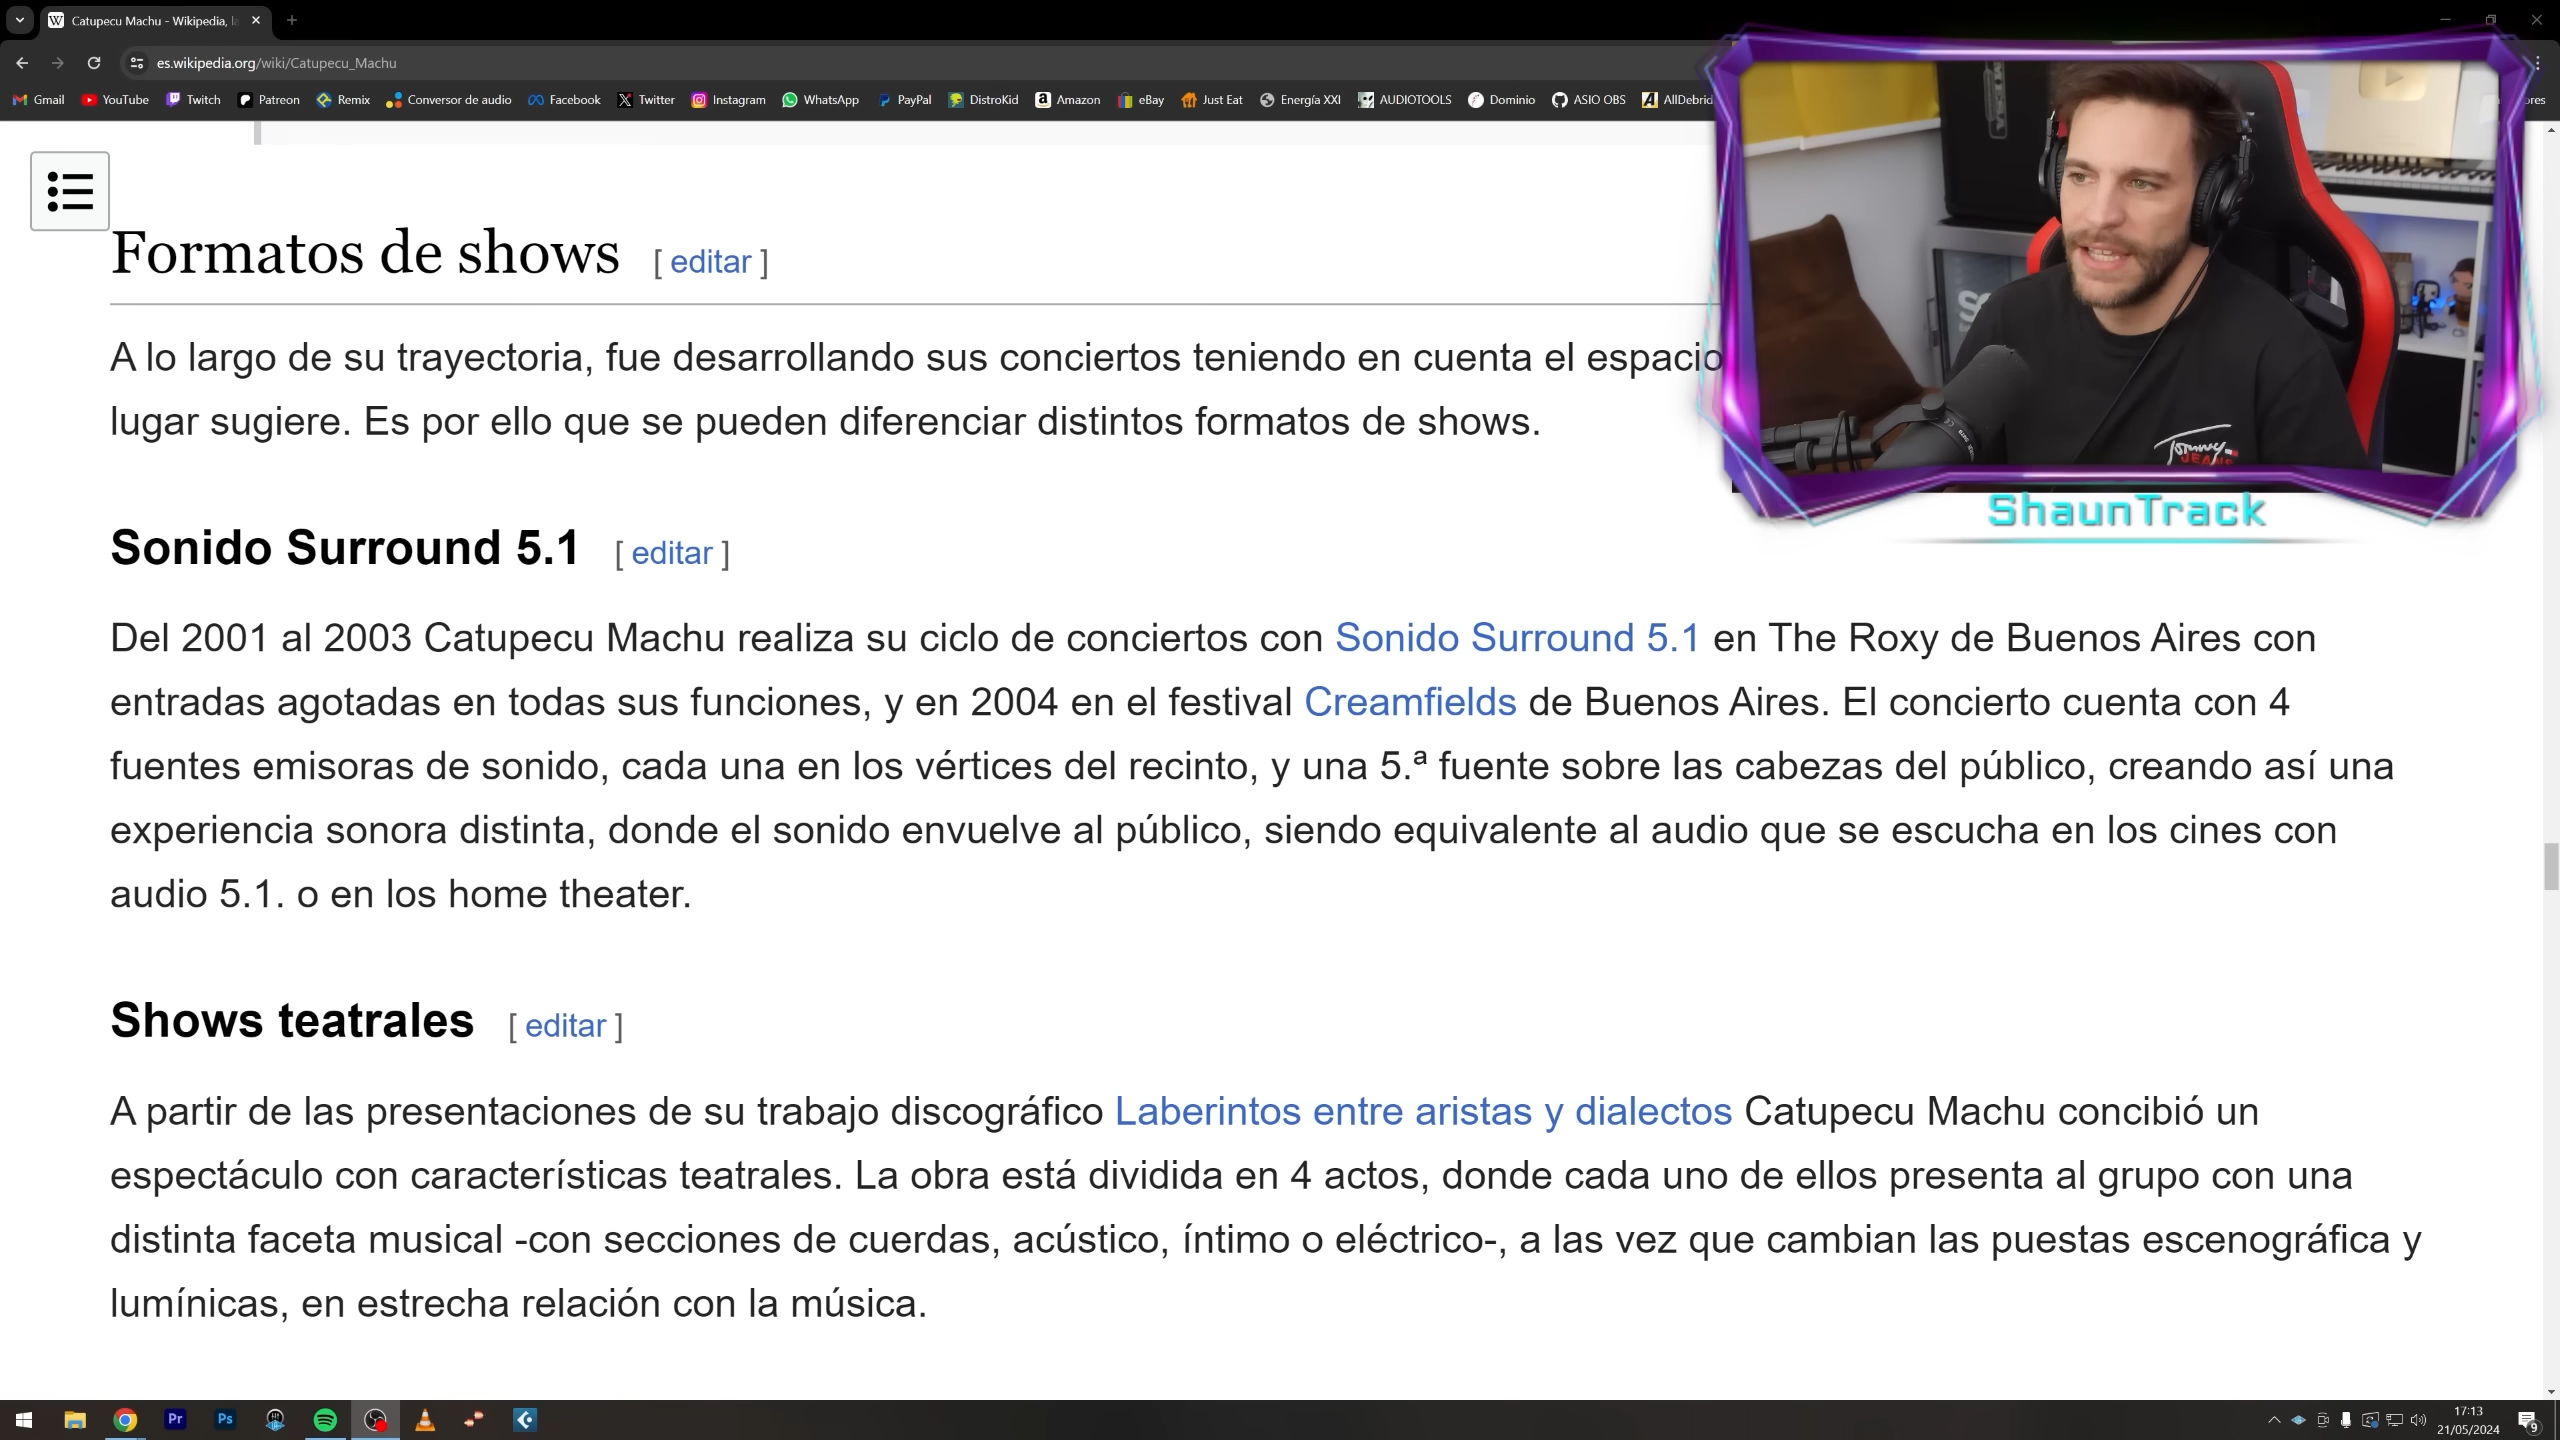 Catupecu Machu - Wikipedia, l
es.wikipedia.org/wiki/Catupecu_Machu
Gmail YouTube Twitch Patreon Remix Conversor de audio Facebook Twitter Instagram WhatsApp PayPal DistroKid Amazon eBay Just Eat Energía XXI AUDIOTOOLS Dominio ASIO OBS AllDebrid
Formatos de shows [ editar ]
A lo largo de su trayectoria, fue desarrollando sus conciertos teniendo en cuenta el espacio
lugar sugiere. Es por ello que se pueden diferenciar distintos formatos de shows.
Tommy
JEANS
ShaunTrack
Sonido Surround 5.1 [ editar ]
Del 2001 al 2003 Catupecu Machu realiza su ciclo de conciertos con Sonido Surround 5.1 en The Roxy de Buenos Aires con
entradas agotadas en todas sus funciones, y en 2004 en el festival Creamfields de Buenos Aires. El concierto cuenta con 4
fuentes emisoras de sonido, cada una en los vértices del recinto, y una 5.ª fuente sobre las cabezas del público, creando así una
experiencia sonora distinta, donde el sonido envuelve al público, siendo equivalente al audio que se escucha en los cines con
audio 5.1. o en los home theater.
Shows teatrales [ editar ]
A partir de las presentaciones de su trabajo discográfico Laberintos entre aristas y dialectos Catupecu Machu concibió un
espectáculo con características teatrales. La obra está dividida en 4 actos, donde cada uno de ellos presenta al grupo con una
distinta faceta musical -con secciones de cuerdas, acústico, íntimo o eléctrico-, a las vez que cambian las puestas escenográfica y
lumínicas, en estrecha relación con la música.
Pr Ps
17:13
21/05/2024
9